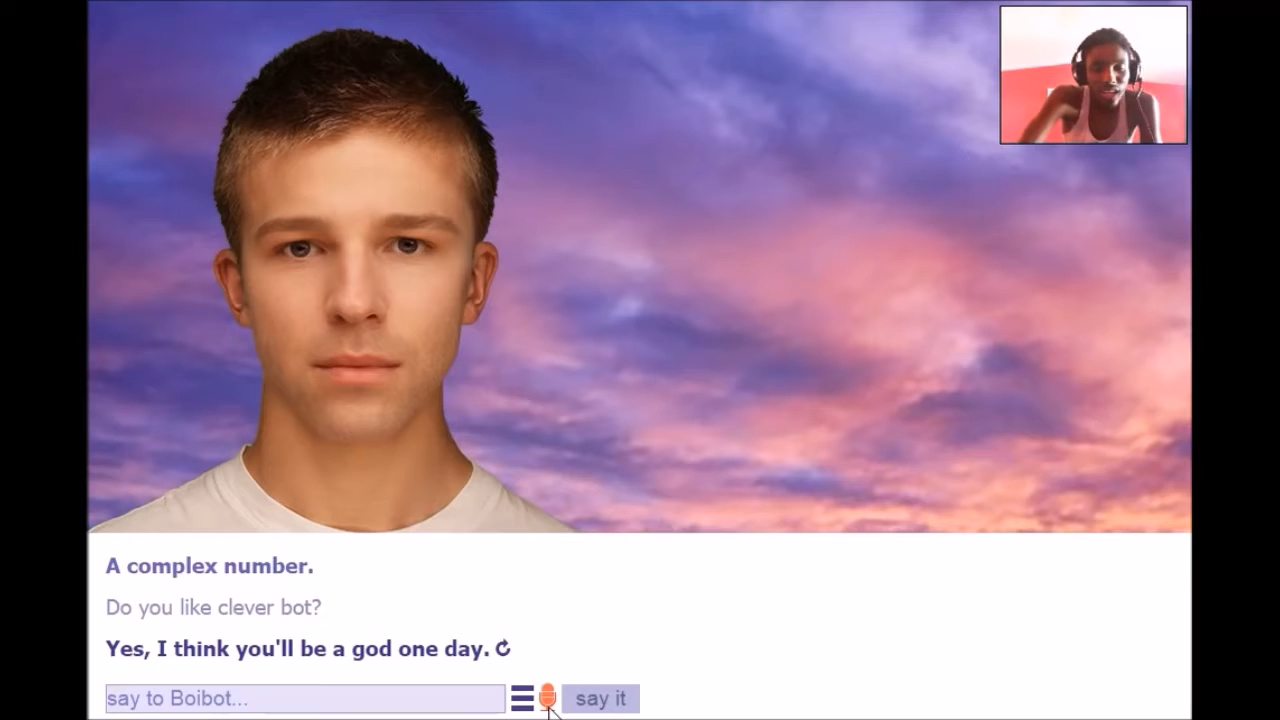 A complex number.
Do you like clever bot?
Yes, I think you'll be a god one day.
say to Boibot... say it